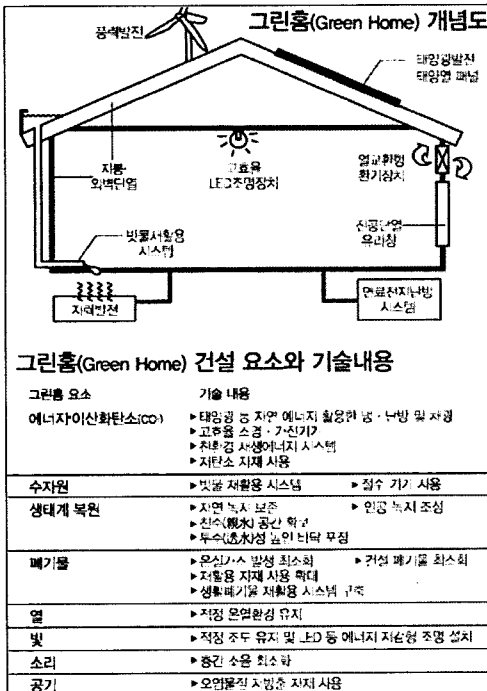 그린홈(Green Home) 개념도
풍력발전
태양광발전
태양열 패널
지붕·
외벽단열
고효율
LED조명장치
열교환형
환기장치
빗물재활용
시스템
진공단열
유리창
지력발전
연료전지난방
시스템
그린홈(Green Home) 건설 요소와 기술내용
그린홈 요소 기술 내용
에너지·이산화탄소(CO₂) ▶태양광 등 자연 에너지 활용한 냉·난방 및 채광
▶고효율 조명·가전기기
▶친환경 재생에너지 시스템
▶저탄소 자재 사용
수자원 ▶빗물 재활용 시스템 ▶절수 기기 사용
생태계 복원 ▶자연 녹지 보존 ▶인공 녹지 조성
▶친수(親水) 공간 확보
▶투수(透水)성 높인 바닥 포장
폐기물 ▶온실가스 발생 최소화 ▶건설 폐기물 최소화
▶재활용 자재 사용 확대
▶생활폐기물 재활용 시스템 구축
열 ▶적정 온열환경 유지
빛 ▶적정 조도 유지 및 LED 등 에너지 저감형 조명 설치
소리 ▶층간 소음 최소화
공기 ▶오염물질 저방출 자재 사용